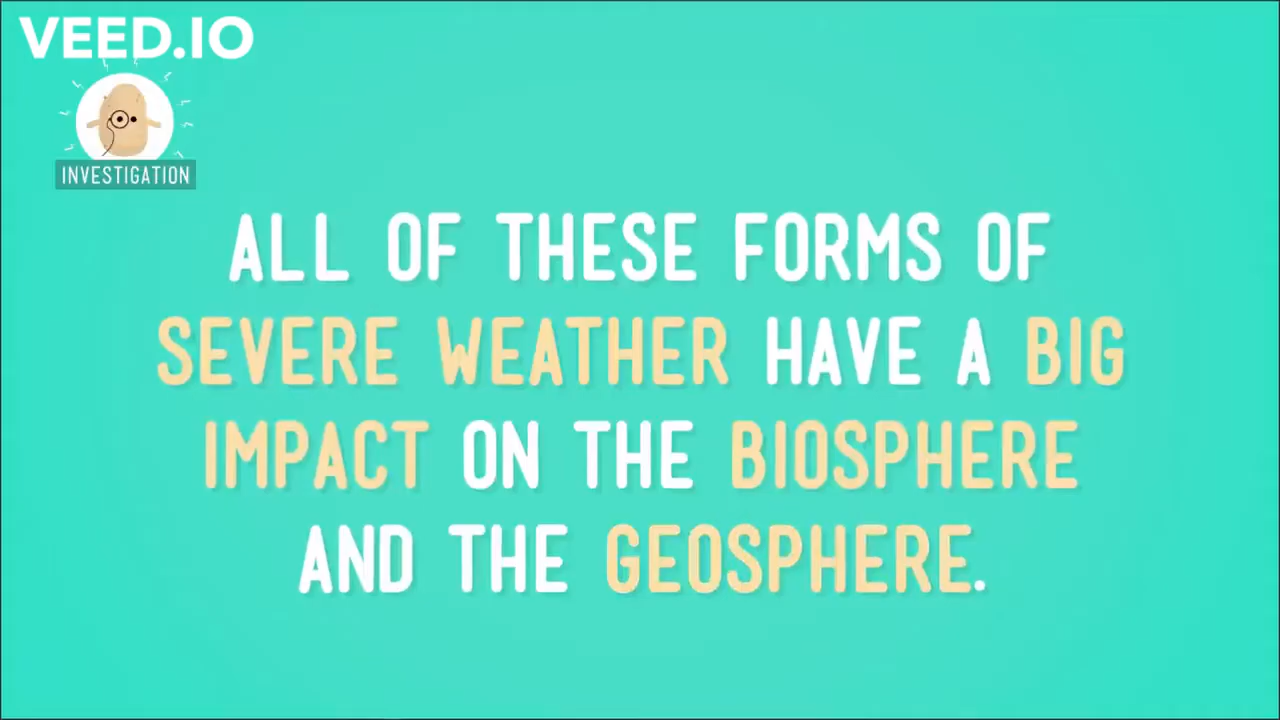 VEED.IO
INVESTIGATION
ALL OF THESE FORMS OF
SEVERE WEATHER HAVE A BIG
IMPACT ON THE BIOSPHERE
AND THE GEOSPHERE.